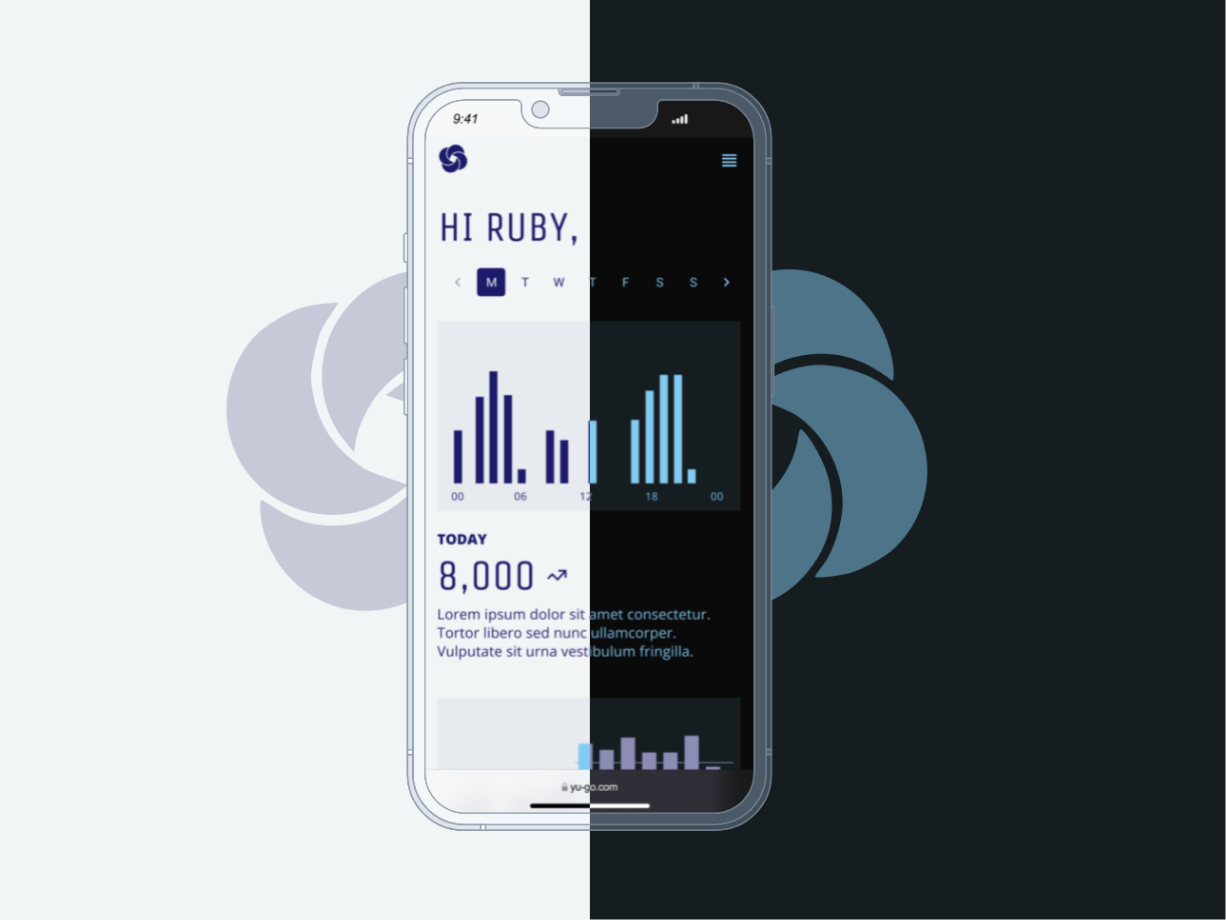 9:41
HI RUBY,
M T W T F S S
00 06 12 18 00
TODAY
8,000
Lorem ipsum dolor sit amet consectetur.
Tortor libero sed nunc ullamcorper.
Vulputate sit urna vestibulum fringilla.
yu-go.com